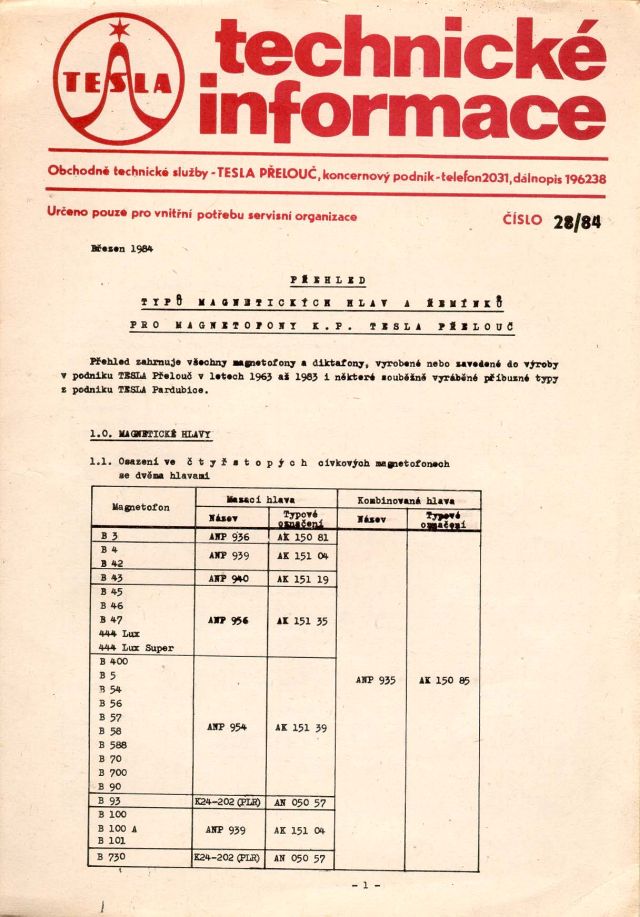 TESLA
technické
informace
Obchodně technické služby - TESLA PŘELOUČ, koncernový podnik - telefon 2031, dálnopis 196238
Určeno pouze pro vnitřní potřebu servisní organizace
ČÍSLO 28/84
Březen 1984
PŘEHLED
TYPŮ MAGNETICKÝCH HLAV A ŘEMÍNKŮ
PRO MAGNETOFONY K.P. TESLA PŘELOUČ
Přehled zahrnuje všechny magnetofony a diktafony, vyrobené nebo zavedené do výroby
v podniku TESLA Přelouč v letech 1963 až 1983 i některé souběžně vyráběné příbuzné typy
z podniku TESLA Pardubice.
1.0. MAGNETICKÉ HLAVY
1.1. Osazení ve čtyřstopých cívkových magnetofonech
se dvěma hlavami
Magnetofon Mazací hlava Kombinovaná hlava
Název Typové označení Název Typové označení
B 3 ANP 936 AK 150 81
B 4
B 42
ANP 939 AK 151 04
B 43 ANP 940 AK 151 19
B 45
B 46
B 47
444 Lux
444 Lux Super
ANP 956 AK 151 35
B 400
B 5
B 54
B 56
B 57
B 58
B 588
B 70
B 700
B 90
ANP 954 AK 151 39
ANP 935 AK 150 85
B 93 K24-202 (PLR) AN 050 57
B 100
B 100 A
B 101
ANP 939 AK 151 04
B 730 K24-202 (PLR) AN 050 57
- 1 -